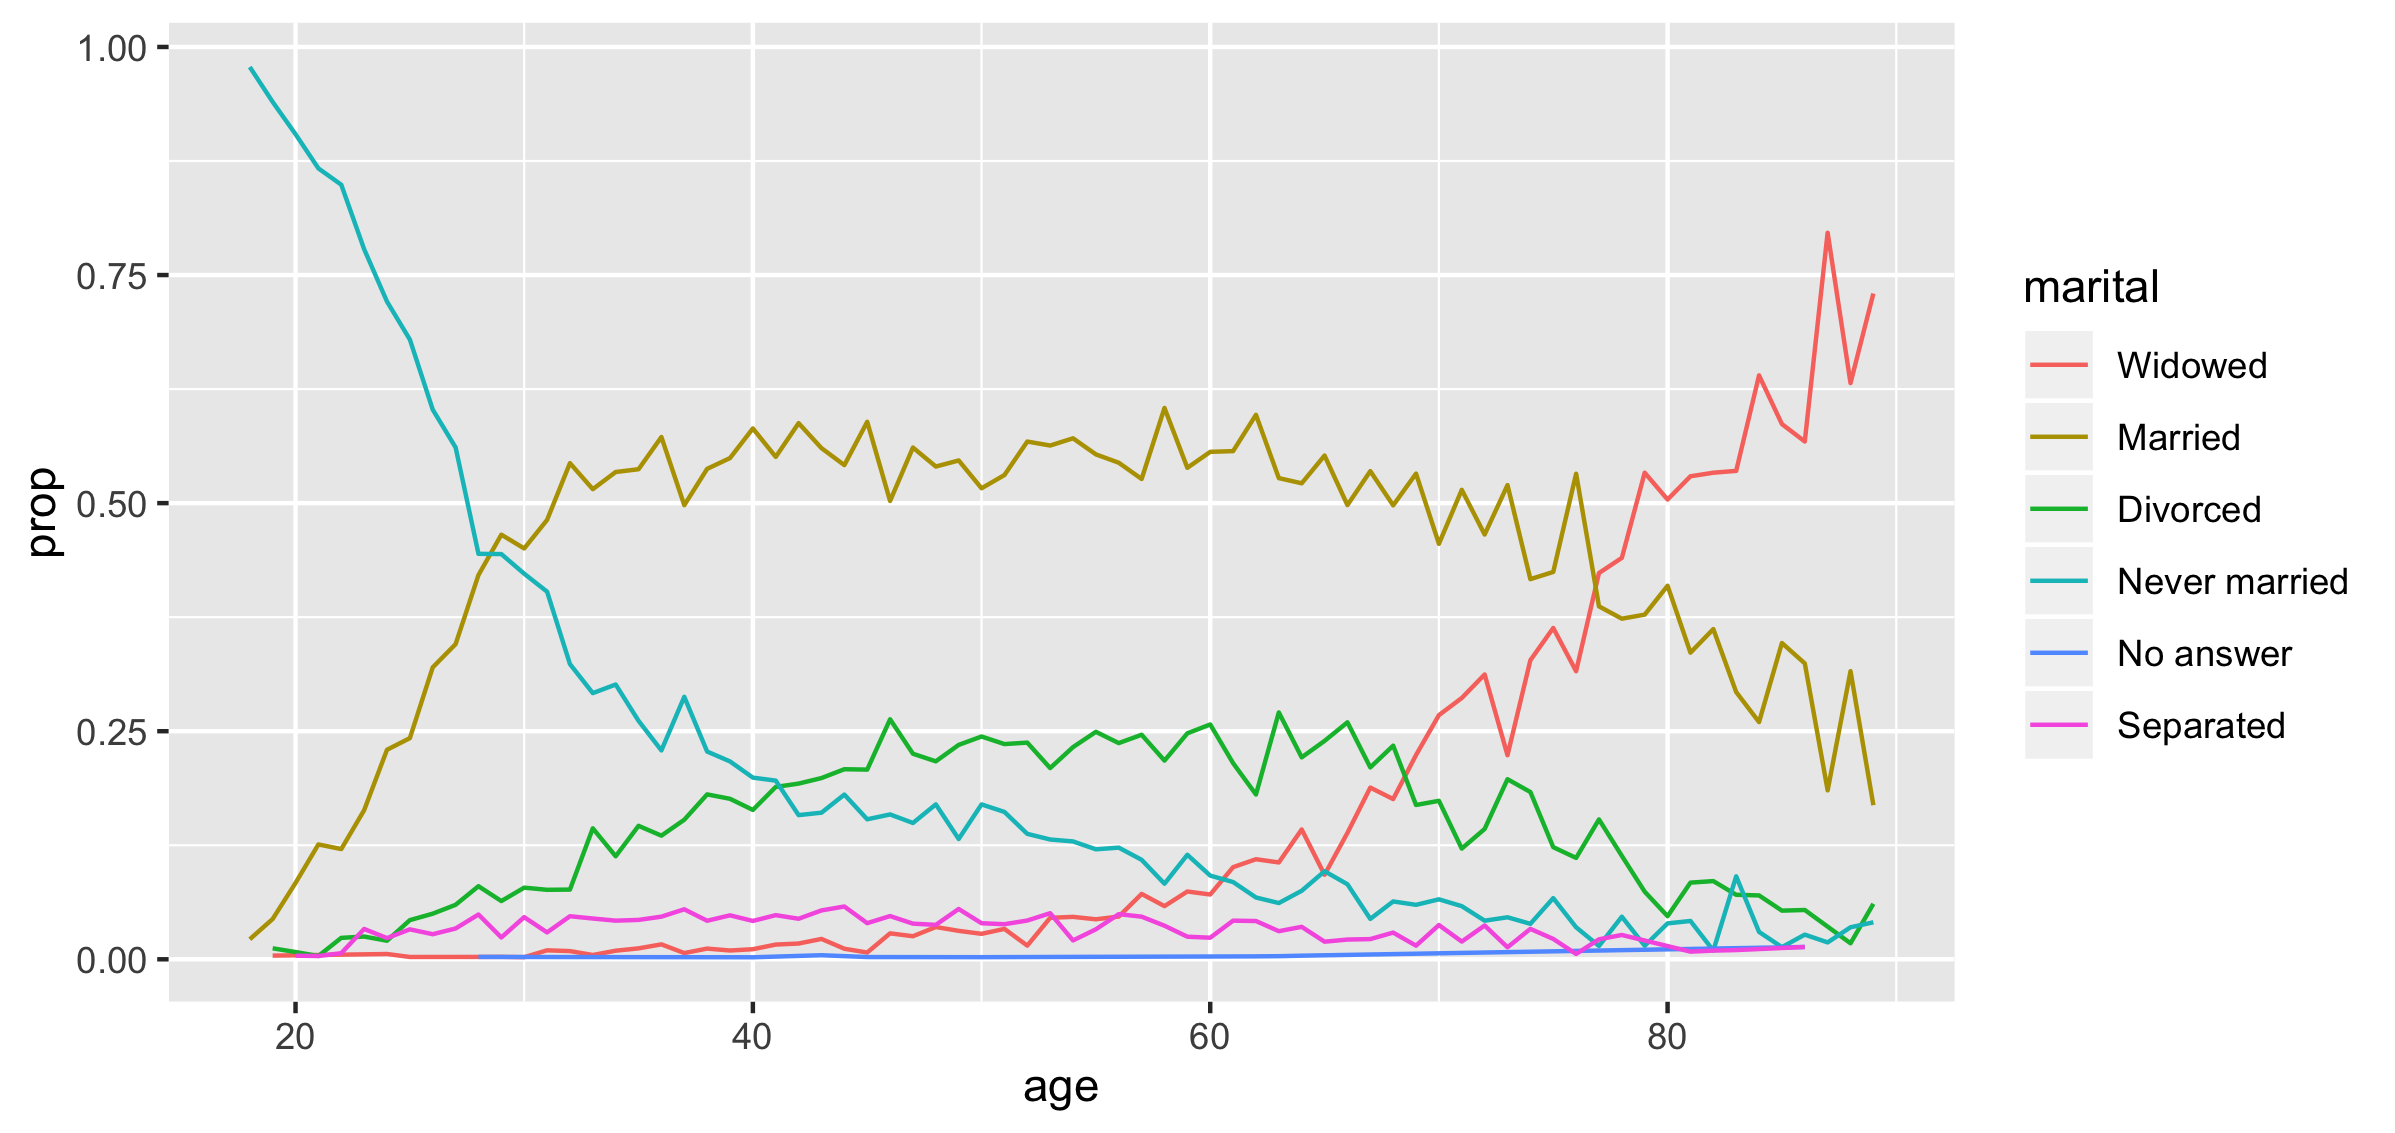 1.00
0.75
0.50
0.25
0.00
prop
20 40 60 80
age
marital
Widowed
Married
Divorced
Never married
No answer
Separated